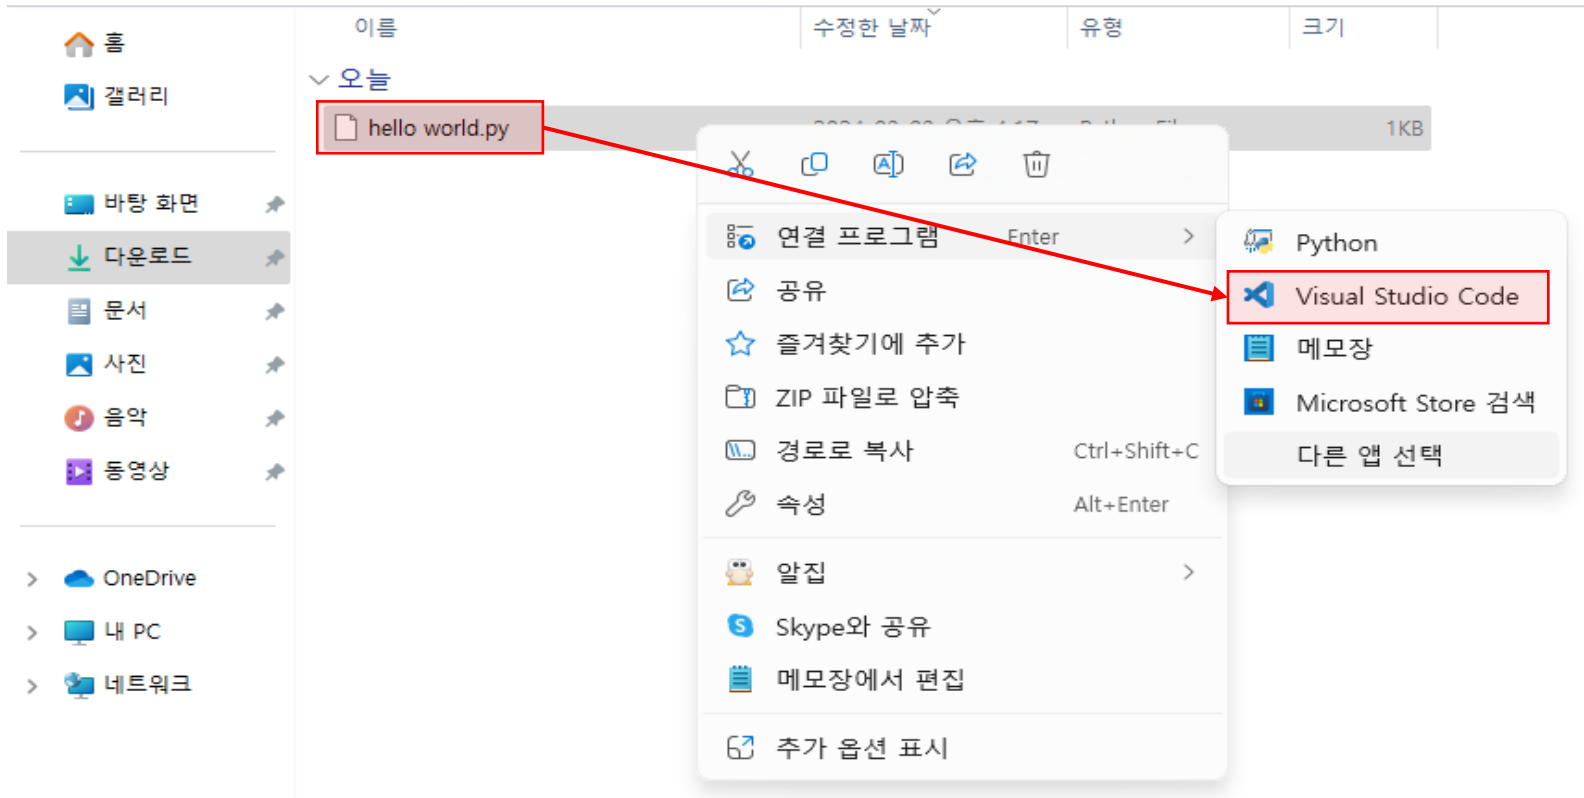 홈
갤러리
바탕 화면
다운로드
문서
사진
음악
동영상
OneDrive
내 PC
네트워크
이름 수정한 날짜 유형 크기
오늘
hello world.py 1KB
연결 프로그램 Enter
공유
즐겨찾기에 추가
ZIP 파일로 압축
경로로 복사 Ctrl+Shift+C
속성 Alt+Enter
알집
Skype와 공유
메모장에서 편집
추가 옵션 표시
Python
Visual Studio Code
메모장
Microsoft Store 검색
다른 앱 선택